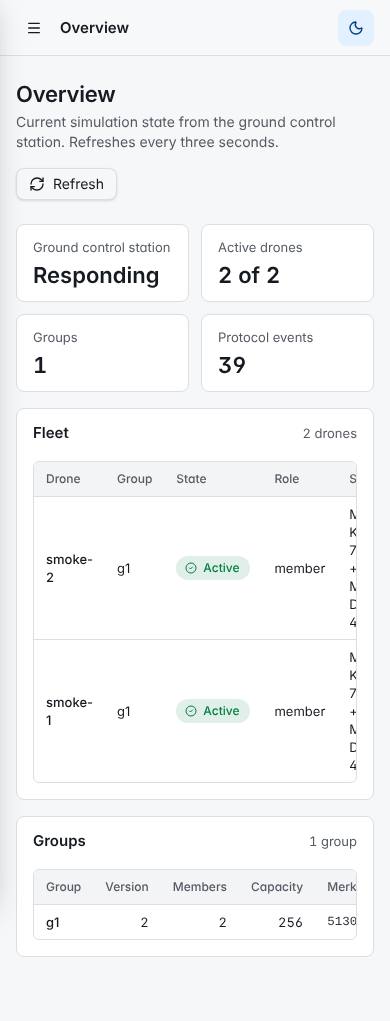 Overview
Overview
Current simulation state from the ground control
station. Refreshes every three seconds.
Refresh
Ground control station
Responding
Active drones
2 of 2
Groups
1
Protocol events
39
Fleet
2 drones
Drone Group State Role
smoke-
2
g1 Active member
smoke-
1
g1 Active member
Groups
1 group
Group Version Members Capacity Merk
g1 2 2 256 5130